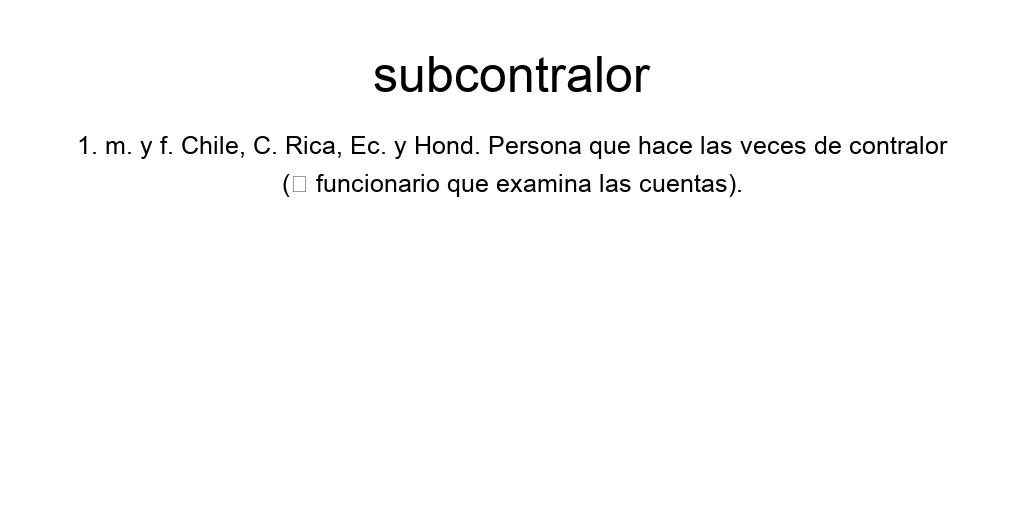 subcontralor
1. m. y f. Chile, C. Rica, Ec. y Hond. Persona que hace las veces de contralor
(□ funcionario que examina las cuentas).